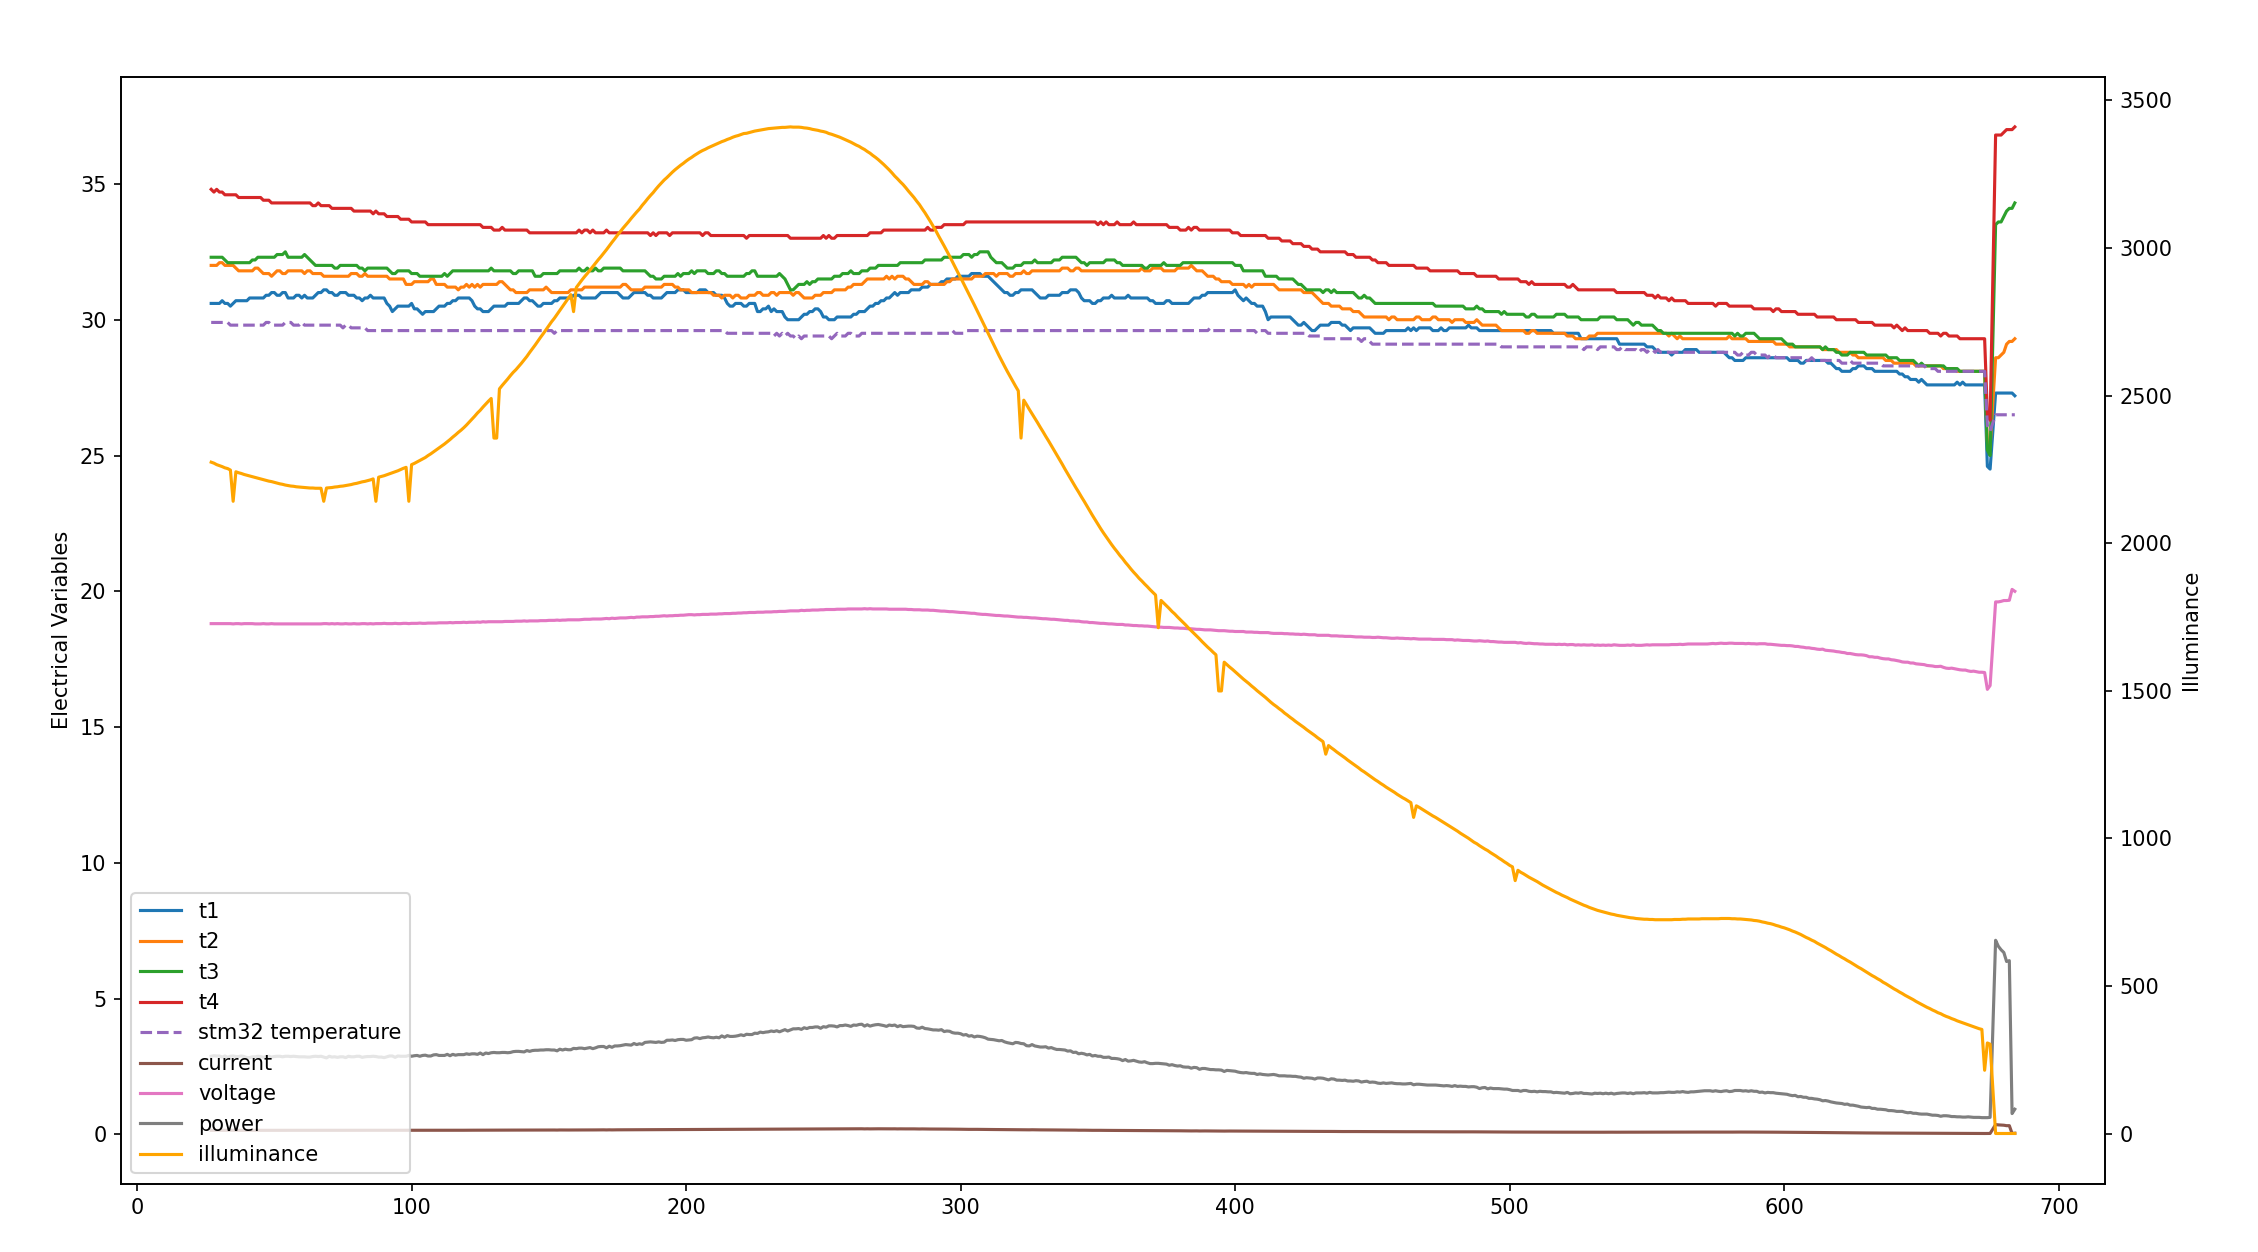 35
30
25
20
15
10
5
0
Electrical Variables
3500
3000
2500
2000
1500
1000
500
0
Illuminance
t1
t2
t3
t4
stm32 temperature
current
voltage
power
illuminance
0 100 200 300 400 500 600 700